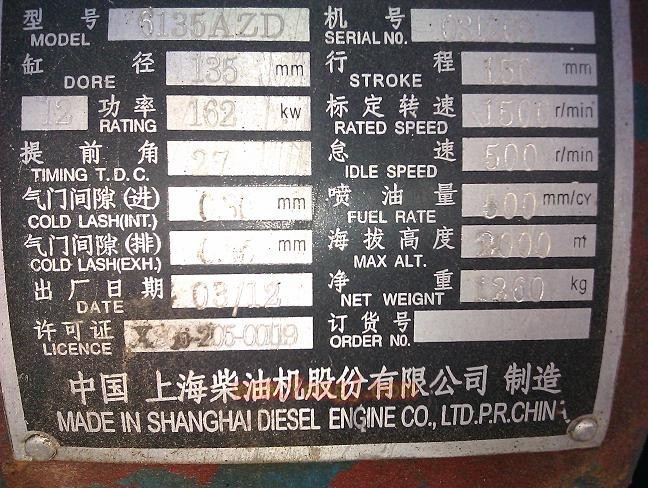 型 号 6135AZD 机 号
MODEL SERIAL NO.
缸 径 135 mm 行 程 150 mm
DORE STROKE
12 功率 162 kw 标定转速 1500 r/min
RATING RATED SPEED
提 前 角 27 怠 速 500 r/min
TIMING T.D.C. IDLE SPEED
气门间隙(进) mm 喷 油 量 mm/CY
COLD LASH(INT.) FUEL RATE
气门间隙(排) mm 海拔高度 2000 m
COLD LASH(EXH.) MAX ALT.
出厂日期 03/12 净 重 1260 kg
DATE NET WEIGNT
许可证 订货号
LICENCE ORDER NO.
中国 上海柴油机股份有限公司 制造
MADE IN SHANGHAI DIESEL ENGINE CO., LTD.P.R.CHINA